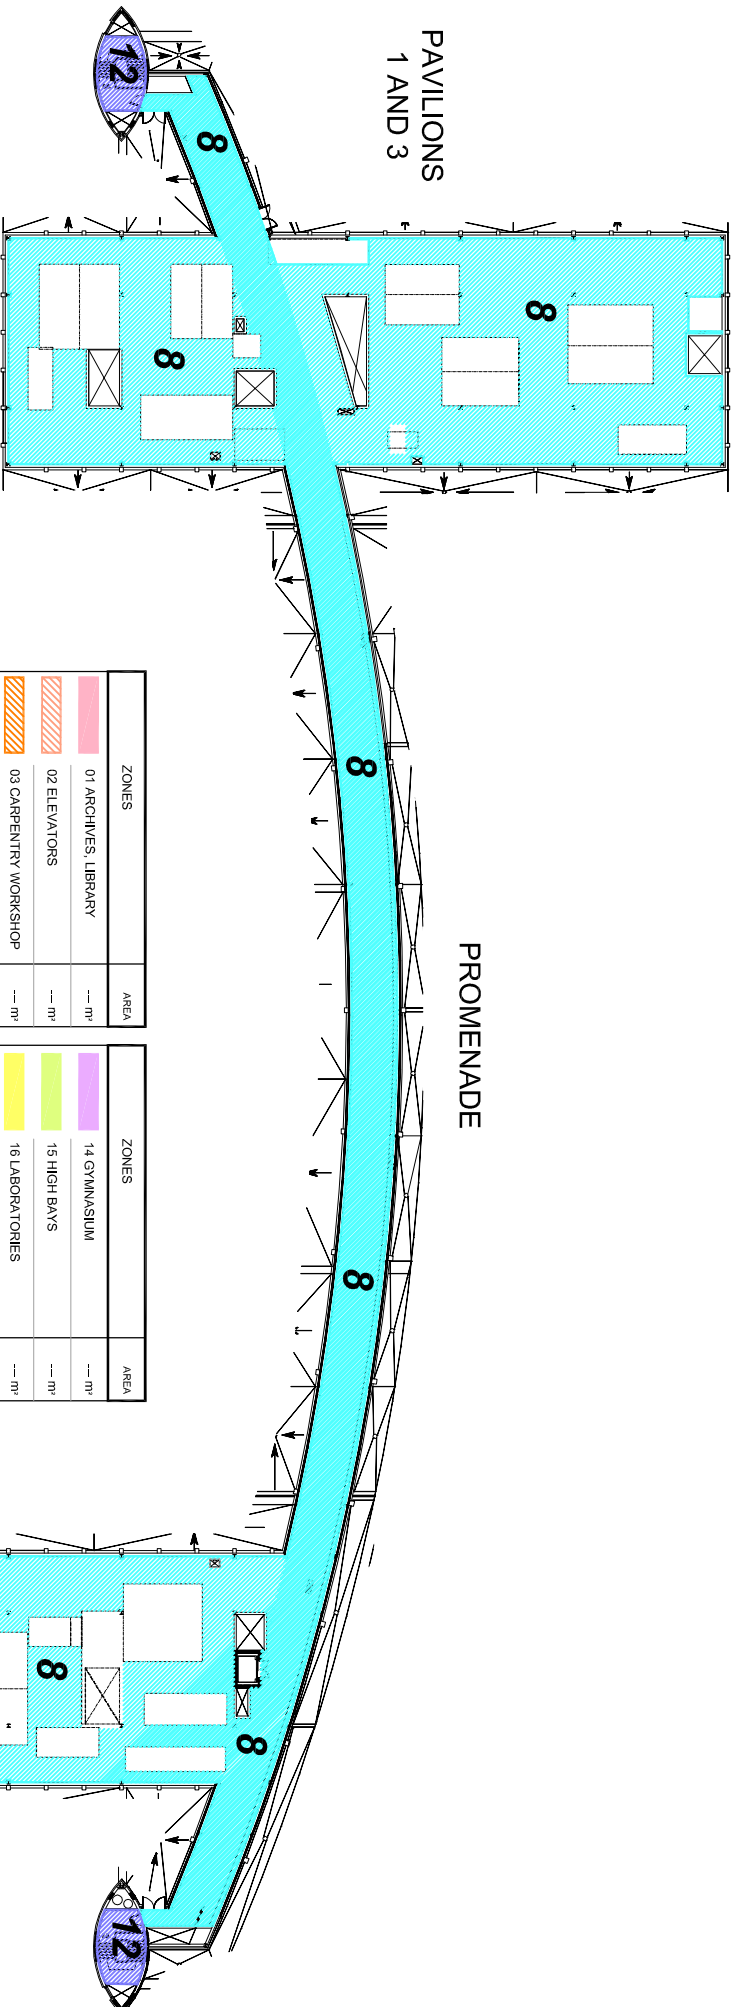 PAVILIONS
1 AND 3
PROMENADE
12
8
8
8
8
8
8
8
12
ZONES
AREA
01 ARCHIVES, LIBRARY
--- m²
02 ELEVATORS
--- m²
03 CARPENTRY WORKSHOP
--- m²
ZONES
AREA
14 GYMNASIUM
--- m²
15 HIGH BAYS
--- m²
16 LABORATORIES
--- m²